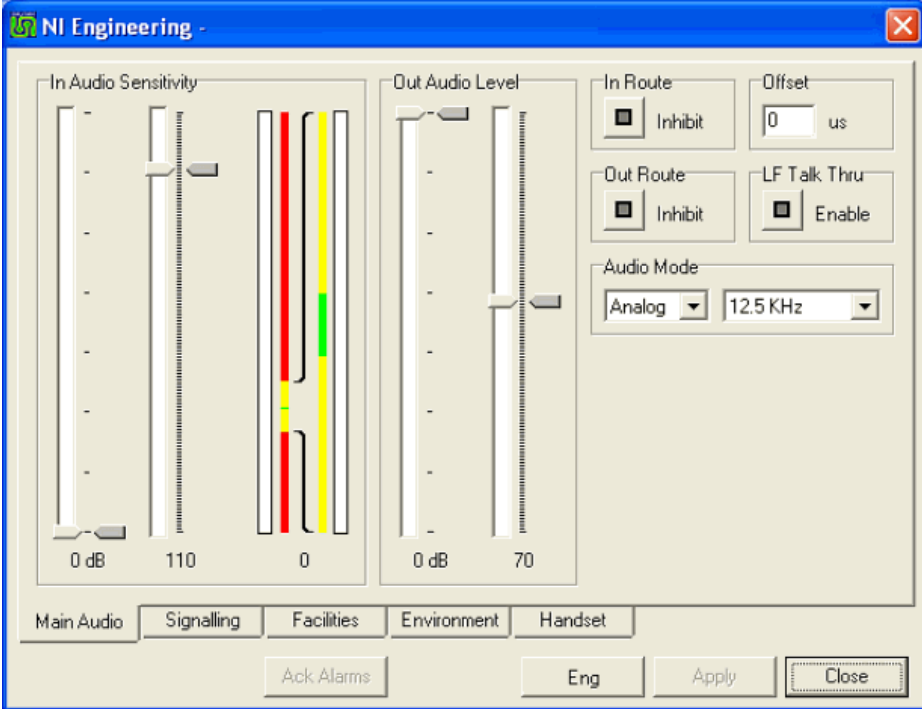 NI Engineering -
In Audio Sensitivity
0 dB
110
0
Out Audio Level
0 dB
70
In Route
Inhibit
Offset
0 us
Out Route
Inhibit
LF Talk Thru
Enable
Audio Mode
Analog
12.5 KHz
Main Audio
Signalling
Facilities
Environment
Handset
Ack Alarms
Eng
Apply
Close